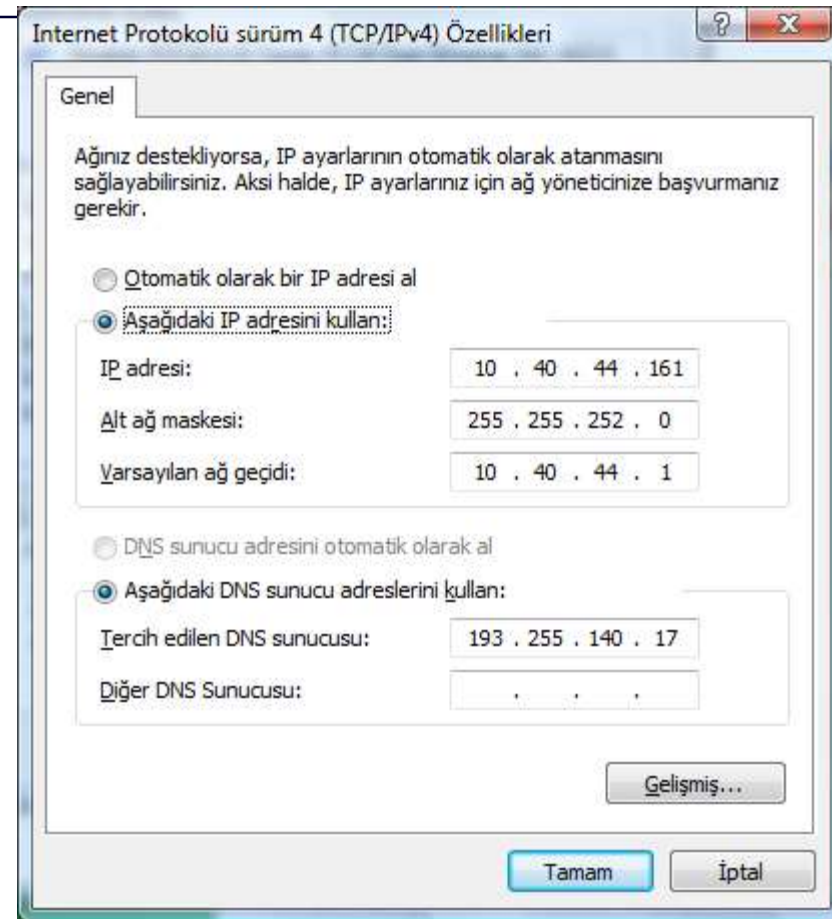 Internet Protokolü sürüm 4 (TCP/IPv4) Özellikleri
Genel
Ağınız destekliyorsa, IP ayarlarının otomatik olarak atanmasını
sağlayabilirsiniz. Aksi halde, IP ayarlarınız için ağ yöneticinize başvurmanız
gerekir.
Otomatik olarak bir IP adresi al
Aşağıdaki IP adresini kullan:
IP adresi: 10 . 40 . 44 . 161
Alt ağ maskesi: 255 . 255 . 252 . 0
Varsayılan ağ geçidi: 10 . 40 . 44 . 1
DNS sunucu adresini otomatik olarak al
Aşağıdaki DNS sunucu adreslerini kullan:
Tercih edilen DNS sunucusu: 193 . 255 . 140 . 17
Diğer DNS Sunucusu: . . .
Gelişmiş...
Tamam İptal